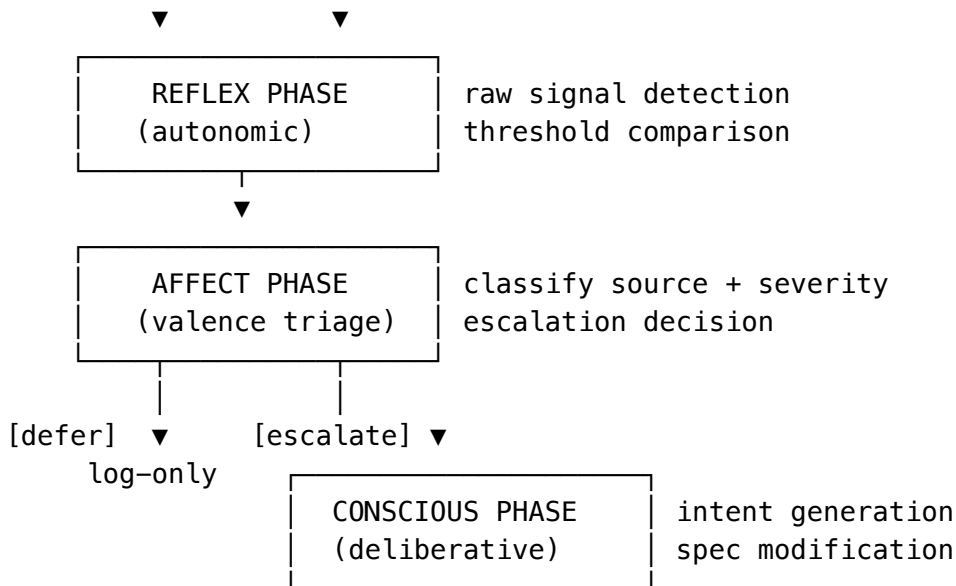 REFLEX PHASE raw signal detection
(autonomic) threshold comparison
AFFECT PHASE classify source + severity
(valence triage) escalation decision
[defer] [escalate]
log-only
CONSCIOUS PHASE intent generation
(deliberative) spec modification